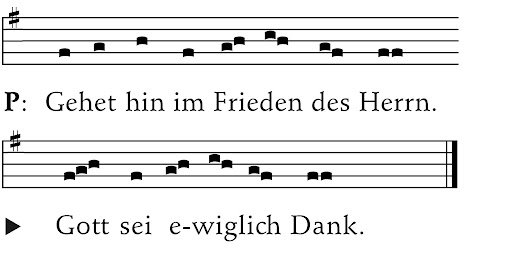 P: Gehet hin im Frieden des Herrn.
▶ Gott sei e-wiglich Dank.